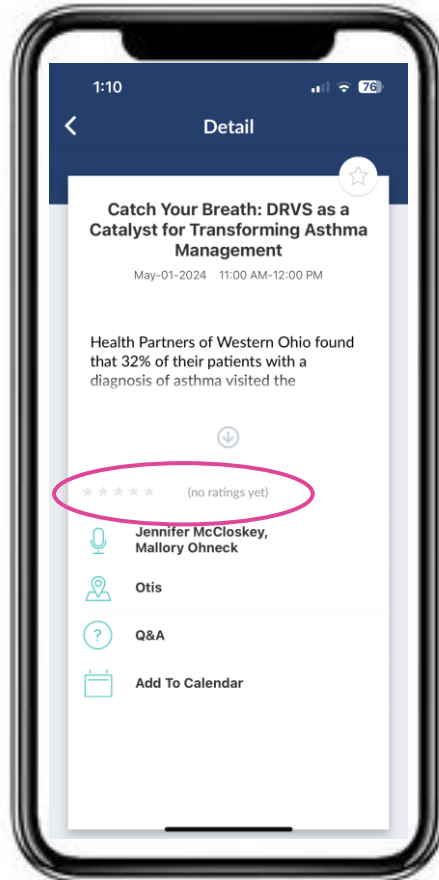 1:10
76
Detail
Catch Your Breath: DRVS as a
Catalyst for Transforming Asthma
Management
May-01-2024 11:00 AM-12:00 PM
Health Partners of Western Ohio found
that 32% of their patients with a
diagnosis of asthma visited the
(no ratings yet)
Jennifer McCloskey,
Mallory Ohneck
Otis
? Q&A
Add To Calendar